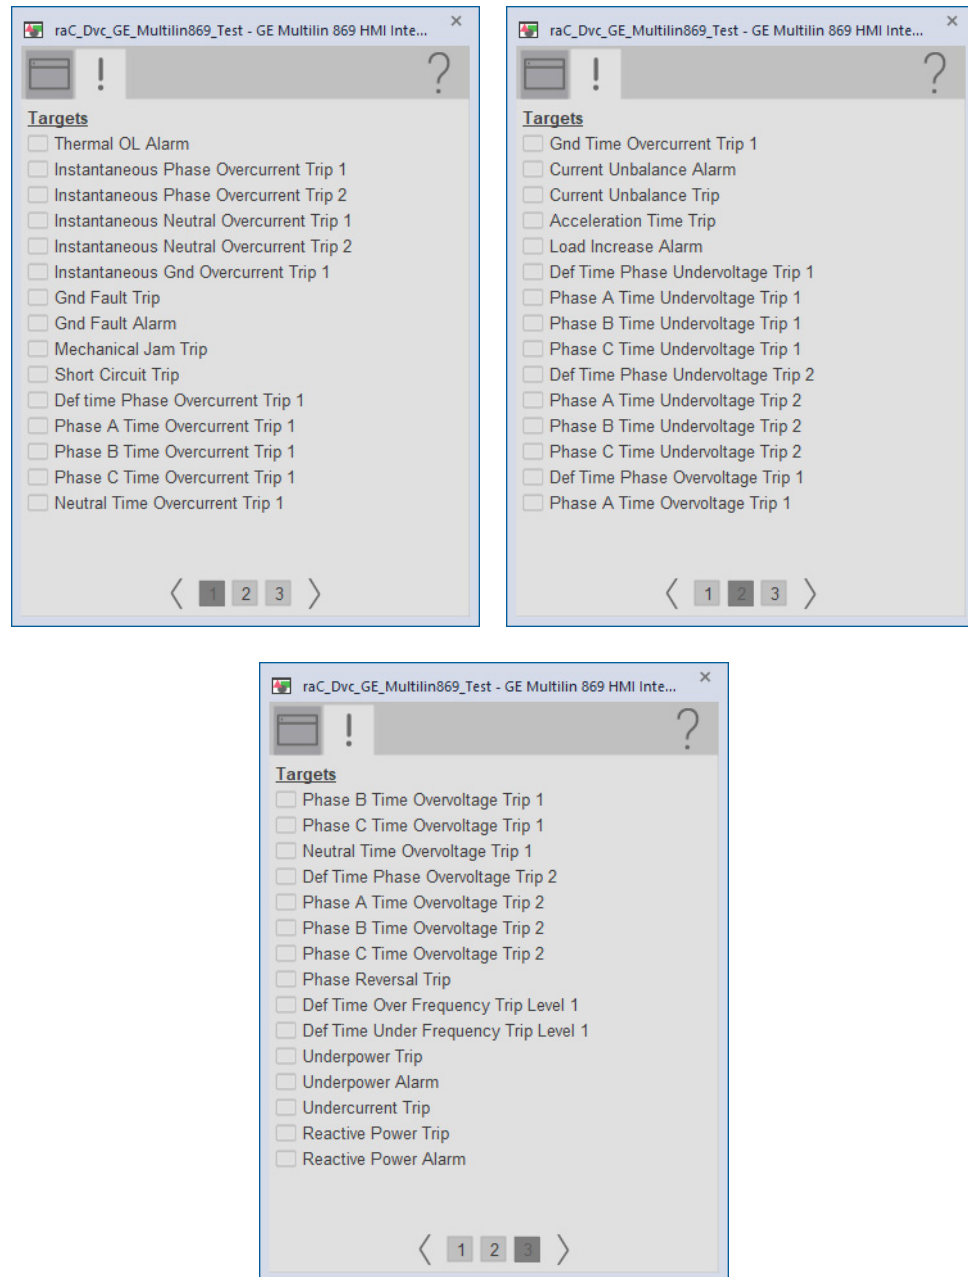 raC_Dvc_GE_Multilin869_Test - GE Multilin 869 HMI Inte...
!
?
Targets
Thermal OL Alarm
Instantaneous Phase Overcurrent Trip 1
Instantaneous Phase Overcurrent Trip 2
Instantaneous Neutral Overcurrent Trip 1
Instantaneous Neutral Overcurrent Trip 2
Instantaneous Gnd Overcurrent Trip 1
Gnd Fault Trip
Gnd Fault Alarm
Mechanical Jam Trip
Short Circuit Trip
Def time Phase Overcurrent Trip 1
Phase A Time Overcurrent Trip 1
Phase B Time Overcurrent Trip 1
Phase C Time Overcurrent Trip 1
Neutral Time Overcurrent Trip 1
1 2 3
raC_Dvc_GE_Multilin869_Test - GE Multilin 869 HMI Inte...
!
?
Targets
Gnd Time Overcurrent Trip 1
Current Unbalance Alarm
Current Unbalance Trip
Acceleration Time Trip
Load Increase Alarm
Def Time Phase Undervoltage Trip 1
Phase A Time Undervoltage Trip 1
Phase B Time Undervoltage Trip 1
Phase C Time Undervoltage Trip 1
Def Time Phase Undervoltage Trip 2
Phase A Time Undervoltage Trip 2
Phase B Time Undervoltage Trip 2
Phase C Time Undervoltage Trip 2
Def Time Phase Overvoltage Trip 1
Phase A Time Overvoltage Trip 1
1 2 3
raC_Dvc_GE_Multilin869_Test - GE Multilin 869 HMI Inte...
!
?
Targets
Phase B Time Overvoltage Trip 1
Phase C Time Overvoltage Trip 1
Neutral Time Overvoltage Trip 1
Def Time Phase Overvoltage Trip 2
Phase A Time Overvoltage Trip 2
Phase B Time Overvoltage Trip 2
Phase C Time Overvoltage Trip 2
Phase Reversal Trip
Def Time Over Frequency Trip Level 1
Def Time Under Frequency Trip Level 1
Underpower Trip
Underpower Alarm
Undercurrent Trip
Reactive Power Trip
Reactive Power Alarm
1 2 3